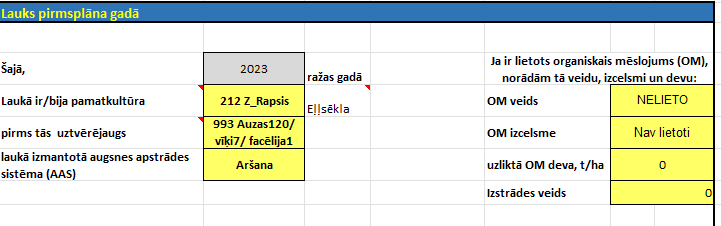 Lauks pirmsplāna gadā
Šajā, 2023 ražas gadā
Ja ir lietots organiskais mēslojums (OM),
norādām tā veidu, izcelsmi un devu:
Laukā ir/bija pamatkultūra 212 Z_Rapsis Eļļsēkla
OM veids NELIETO
pirms tās uztvērējaugs 993 Auzas120/
vīķi7/ facēlija1
OM izcelsme Nav lietoti
laukā izmantotā augsnes apstrādes
sistēma (AAS) Aršana
uzliktā OM deva, t/ha 0
Izstrādes veids 0